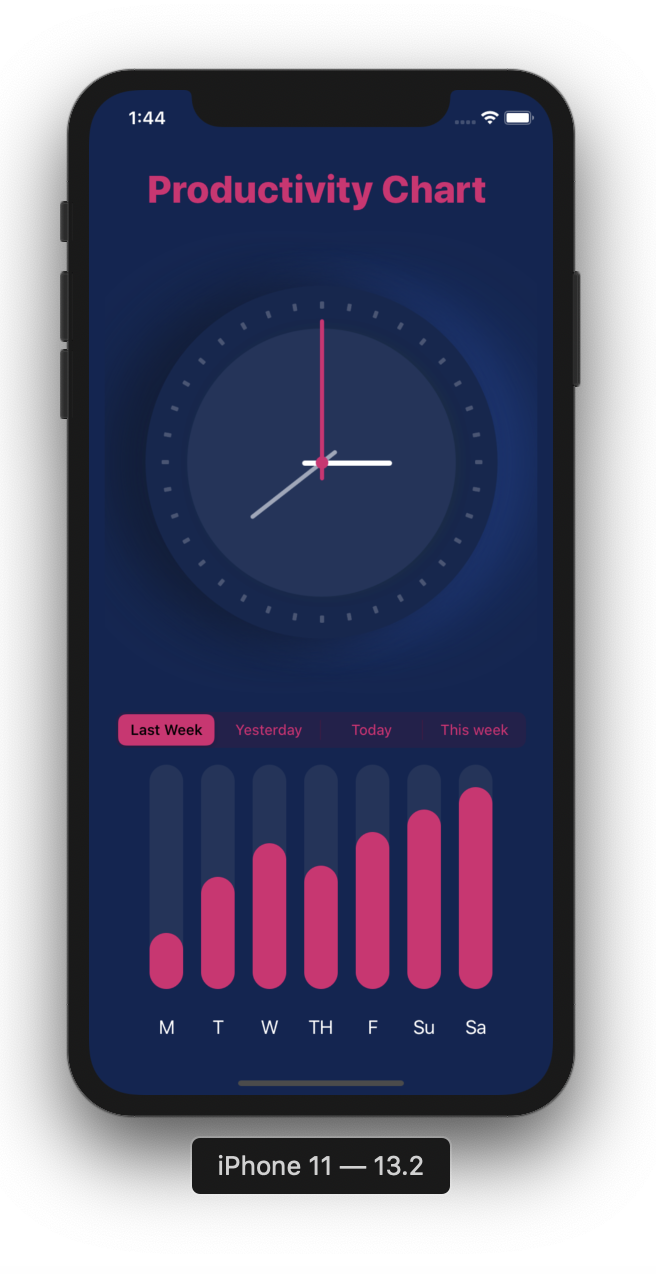 1:44
Productivity Chart
Last Week Yesterday Today This week
M T W TH F Su Sa
iPhone 11 — 13.2